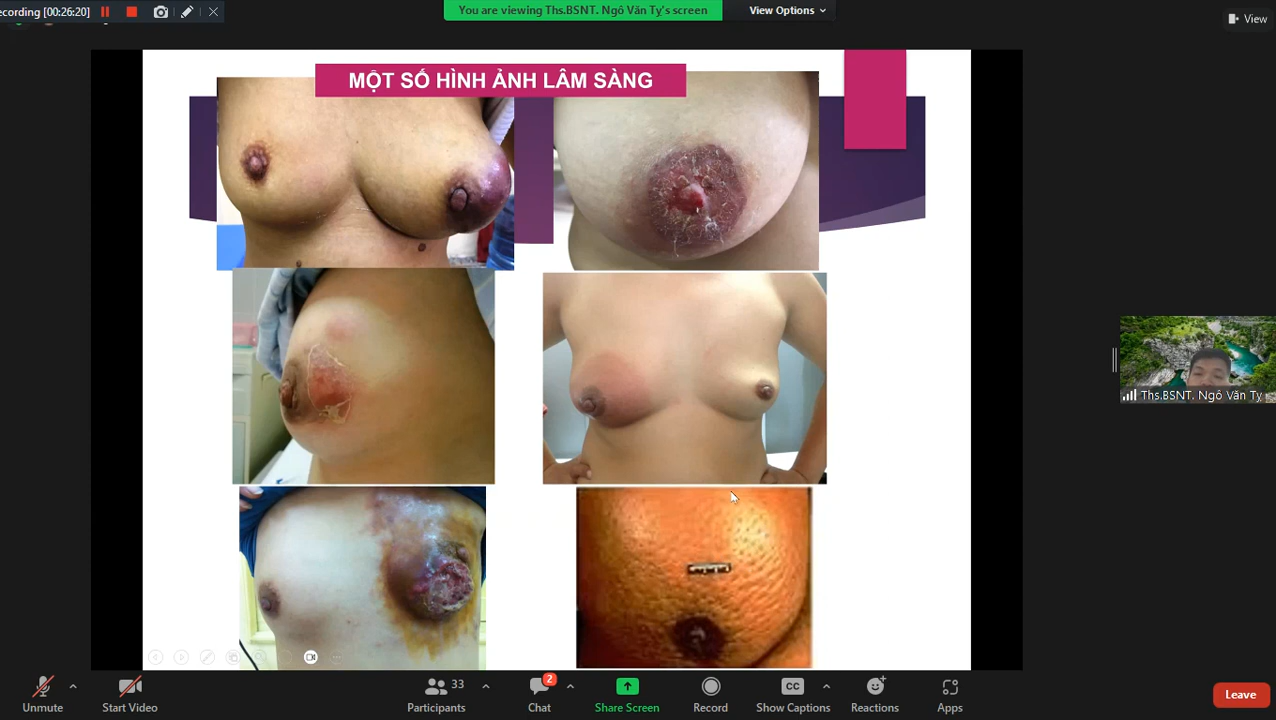 ecording [00:26:20]
You are viewing Ths.BSNT. Ngô Văn Tỵ's screen
View Options
View
MỘT SỐ HÌNH ẢNH LÂM SÀNG
Ths.BSNT. Ngô Văn Tỵ
Unmute
Start Video
33
Participants
2
Chat
Share Screen
Record
CC
Show Captions
Reactions
Apps
Leave